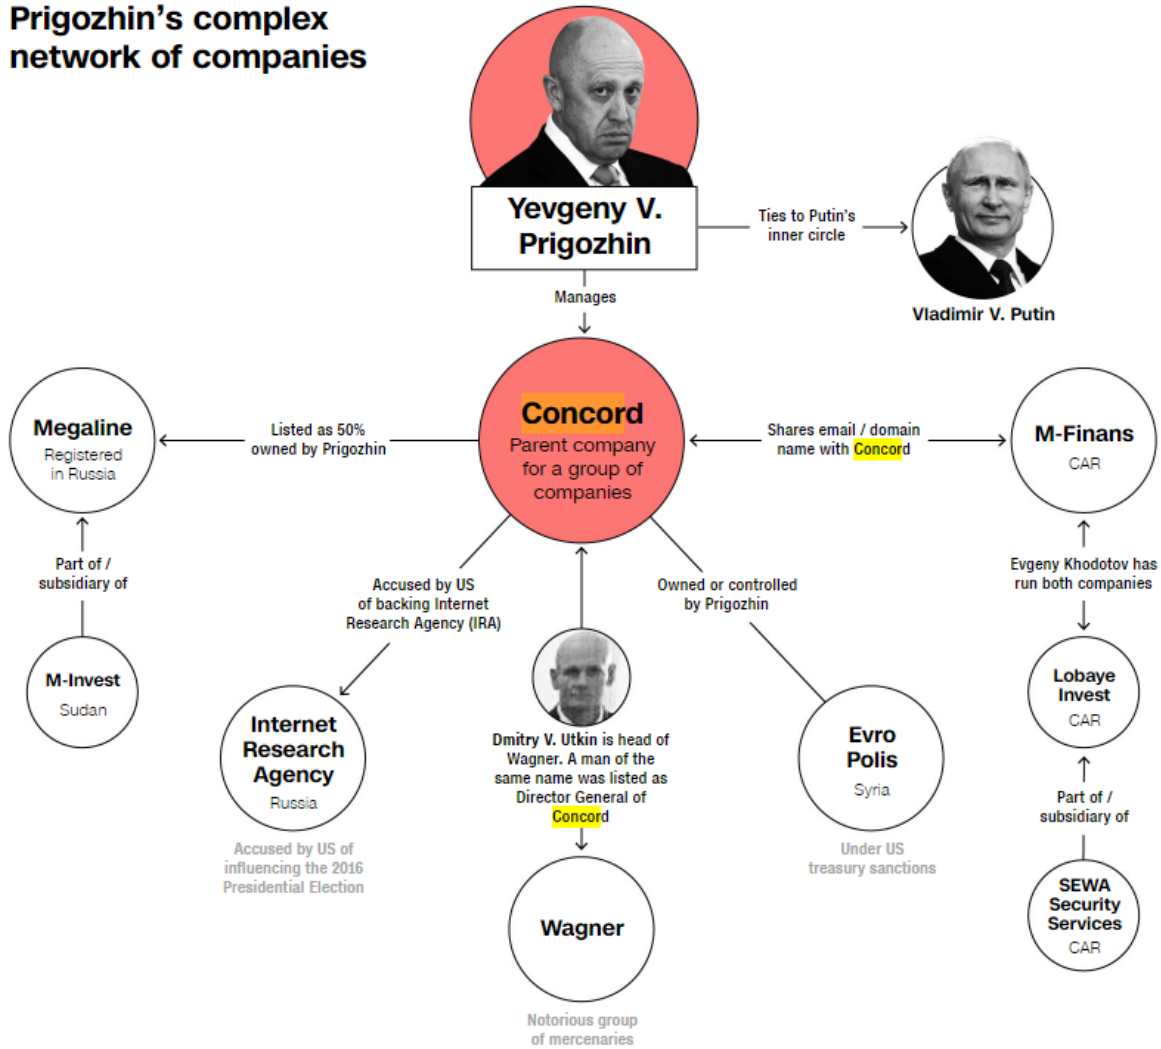 Prigozhin's complex
network of companies
Yevgeny V.
Prigozhin
Ties to Putin's
inner circle
Vladimir V. Putin
Manages
Concord
Parent company
for a group of
companies
Megaline
Registered
in Russia
Listed as 50%
owned by Prigozhin
Shares email / domain
name with Concord
M-Finans
CAR
Part of /
subsidiary of
M-Invest
Sudan
Accused by US
of backing Internet
Research Agency (IRA)
Internet
Research
Agency
Russia
Accused by US of
influencing the 2016
Presidential Election
Dmitry V. Utkin is head of
Wagner. A man of the
same name was listed as
Director General of
Concord
Wagner
Notorious group
of mercenaries
Owned or controlled
by Prigozhin
Evro
Polis
Syria
Under US
treasury sanctions
Evgeny Khodotov has
run both companies
Lobaye
Invest
CAR
Part of /
subsidiary of
SEWA
Security
Services
CAR